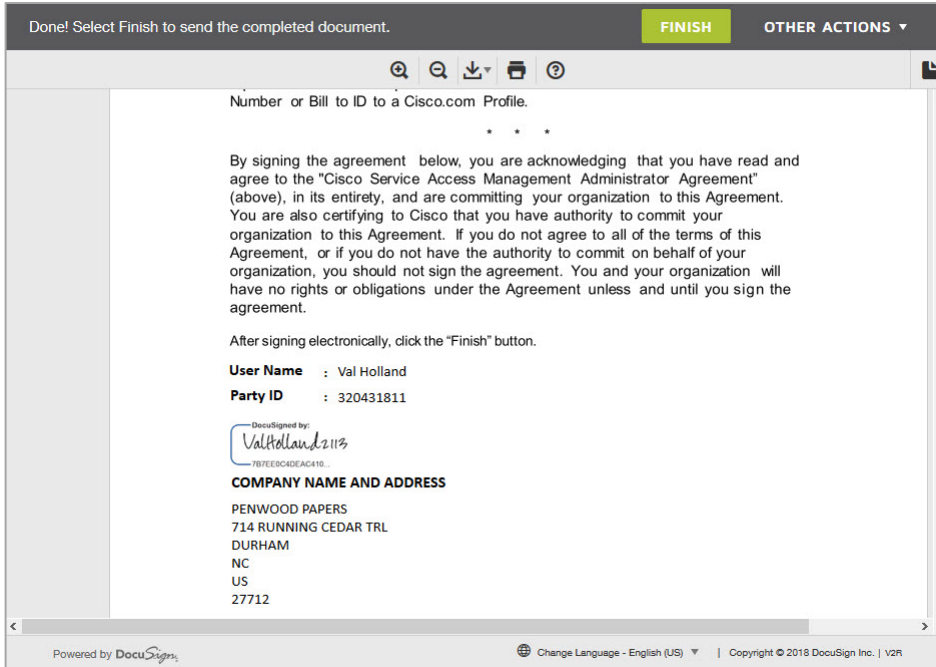 Done! Select Finish to send the completed document.
FINISH
OTHER ACTIONS
Number or Bill to ID to a Cisco.com Profile.
* * *
By signing the agreement below, you are acknowledging that you have read and
agree to the "Cisco Service Access Management Administrator Agreement"
(above), in its entirety, and are committing your organization to this Agreement.
You are also certifying to Cisco that you have authority to commit your
organization to this Agreement. If you do not agree to all of the terms of this
Agreement, or if you do not have the authority to commit on behalf of your
organization, you should not sign the agreement. You and your organization will
have no rights or obligations under the Agreement unless and until you sign the
agreement.
After signing electronically, click the “Finish” button.
User Name : Val Holland
Party ID : 320431811
DocuSigned by:
ValHolland2113
7B7EE0C4DEAC410...
COMPANY NAME AND ADDRESS
PENWOOD PAPERS
714 RUNNING CEDAR TRL
DURHAM
NC
US
27712
Powered by DocuSign
Change Language - English (US) | Copyright © 2018 DocuSign Inc. | V2R